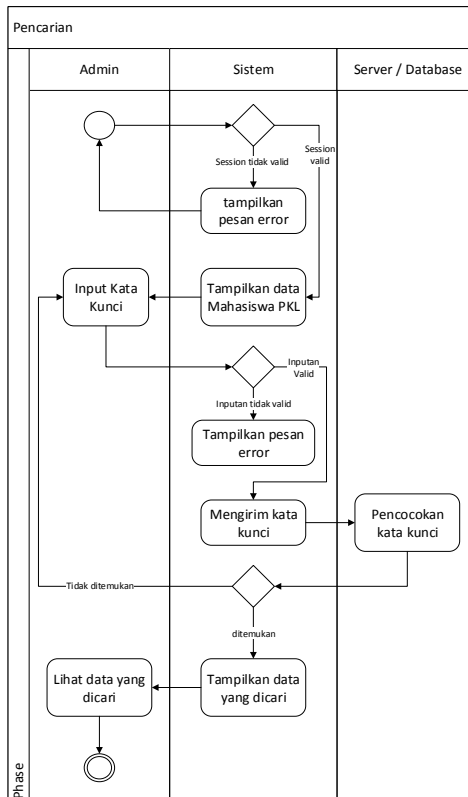 Pencarian
Admin
Sistem
Server / Database
Session tidak valid
Session
valid
tampilkan
pesan error
Input Kata
Kunci
Tampilkan data
Mahasiswa PKL
Inputan
Valid
Inputan tidak valid
Tampilkan pesan
error
Mengirim kata
kunci
Pencocokan
kata kunci
Tidak ditemukan
ditemukan
Lihat data yang
dicari
Tampilkan data
yang dicari
Phase